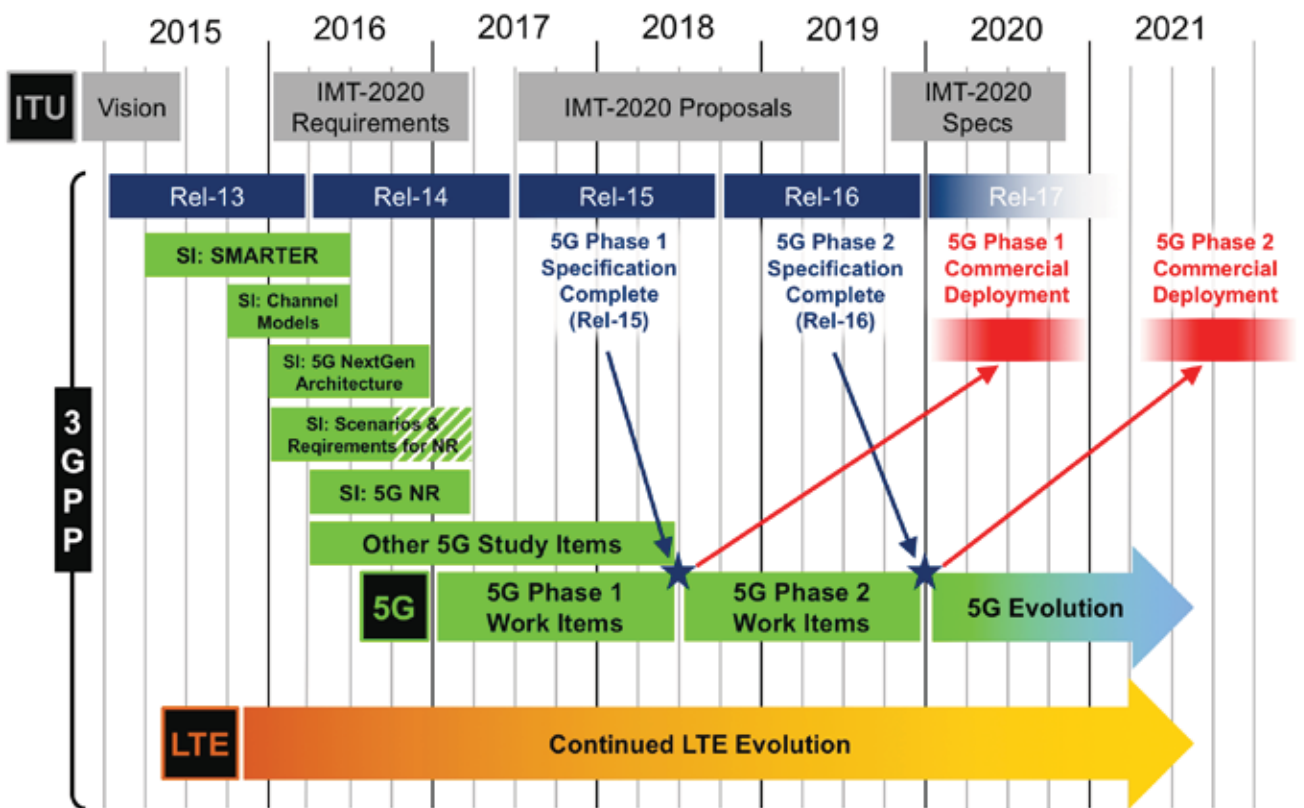 2015 2016 2017 2018 2019 2020 2021
ITU
Vision
IMT-2020
Requirements
IMT-2020 Proposals
IMT-2020
Specs
Rel-13
Rel-14
Rel-15
Rel-16
Rel-17
3
G
P
P
SI: SMARTER
SI: Channel
Models
SI: 5G NextGen
Architecture
SI: Scenarios &
Reqirements for NR
SI: 5G NR
Other 5G Study Items
5G Phase 1
Specification
Complete
(Rel-15)
5G Phase 2
Specification
Complete
(Rel-16)
5G Phase 1
Commercial
Deployment
5G Phase 2
Commercial
Deployment
5G
5G Phase 1
Work Items
5G Phase 2
Work Items
5G Evolution
LTE
Continued LTE Evolution